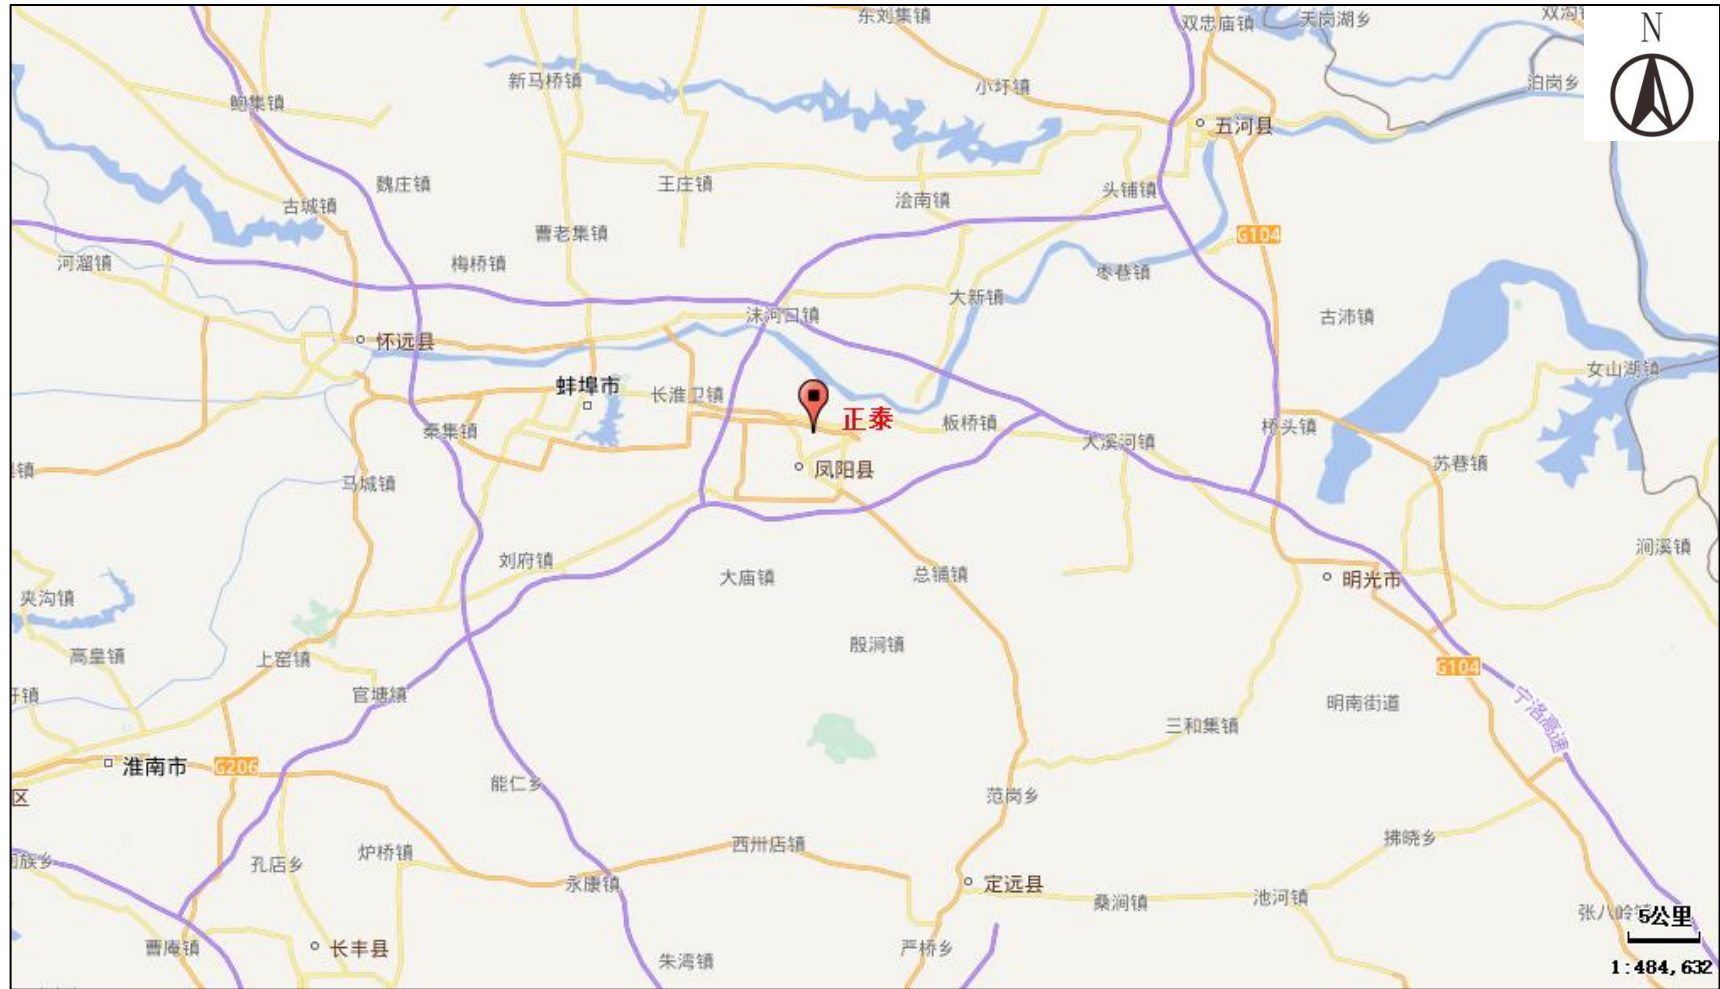 东刘集镇
双忠庙镇
天岗湖乡
N
新马桥镇
小圩镇
泊岗乡
鲍集镇
五河县
魏庄镇
王庄镇
浍南镇
头铺镇
古城镇
曹老集镇
G104
河溜镇
梅桥镇
枣巷镇
大新镇
沫河口镇
古沛镇
怀远县
女山湖镇
蚌埠市
长淮卫镇
正泰
板桥镇
桥头镇
秦集镇
大溪河镇
凤阳县
苏巷镇
镇
马城镇
涧溪镇
刘府镇
大庙镇
总铺镇
明光市
夹沟镇
殷涧镇
高皇镇
上窑镇
G104
官塘镇
镇
明南街道
宁洛高速
三和集镇
淮南市
G206
能仁乡
区
范岗乡
拂晓乡
西卅店镇
炉桥镇
族乡
孔店乡
永康镇
定远县
桑涧镇
池河镇
张八岭镇
5公里
曹庵镇
长丰县
严桥乡
朱湾镇
1:484,632